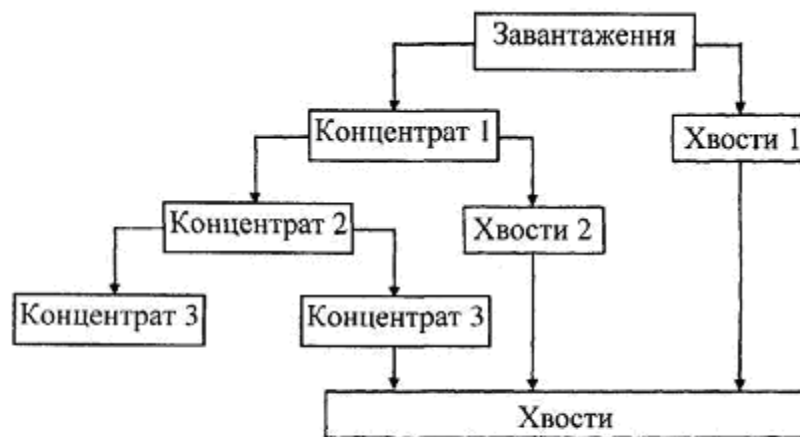 Завантаження
Концентрат 1
Хвости 1
Концентрат 2
Хвости 2
Концентрат 3
Концентрат 3
Хвости